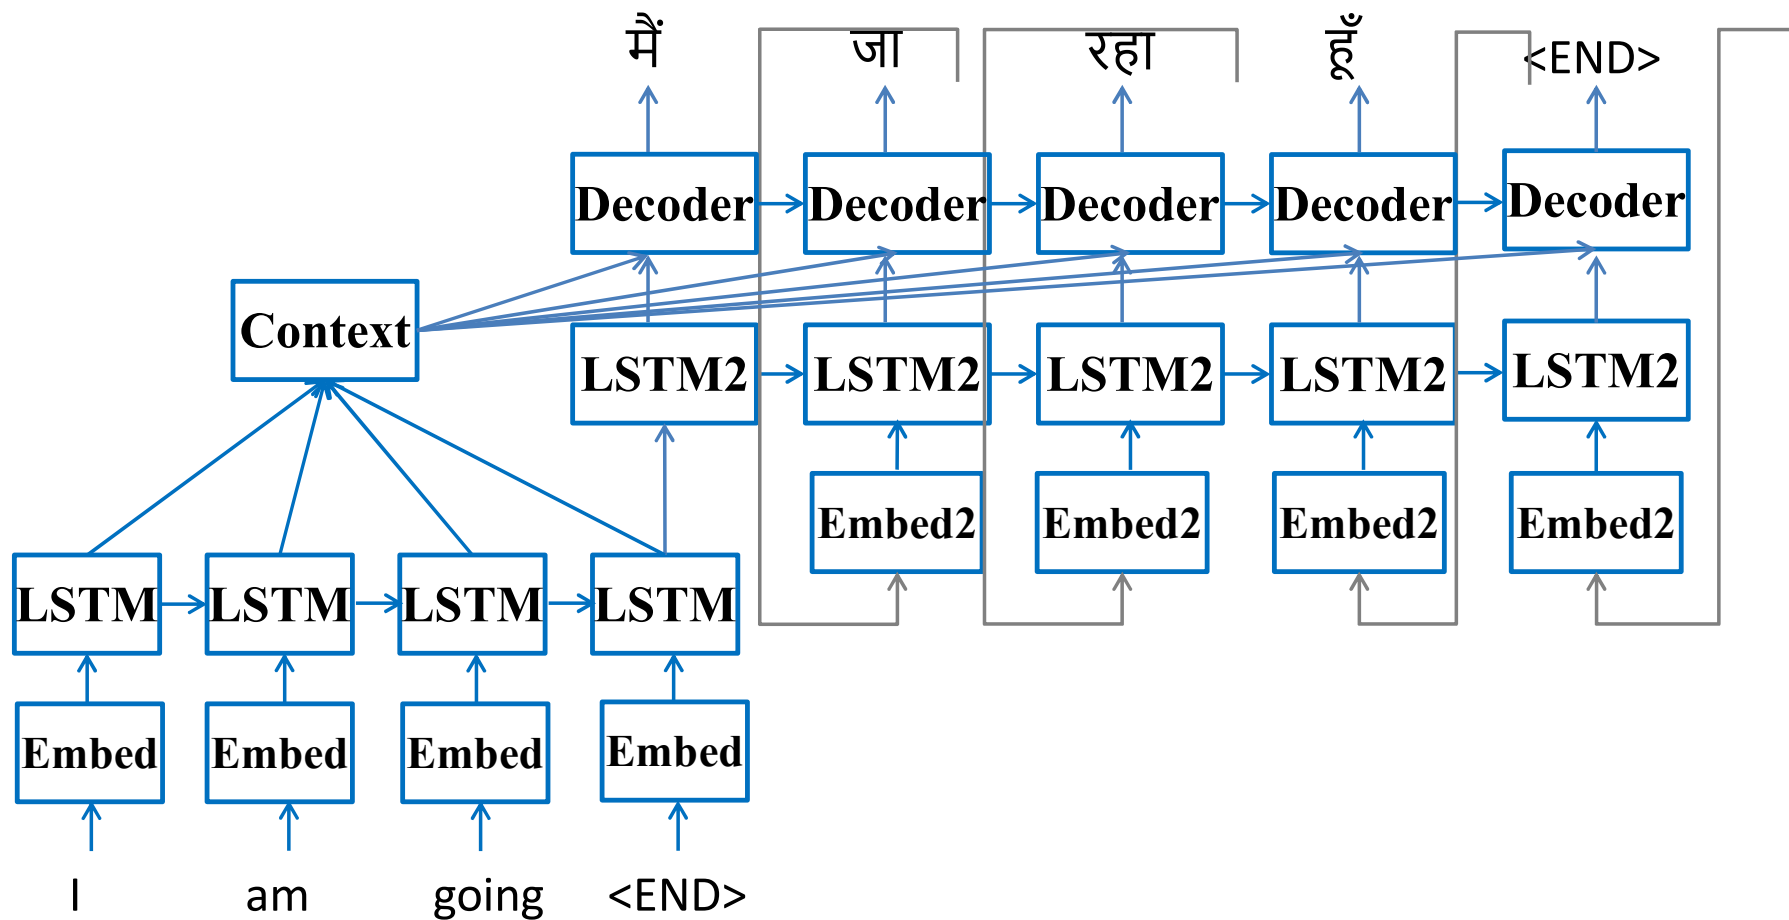 मैं जा रहा हूँ <END>
Decoder Decoder Decoder Decoder Decoder
Context
LSTM2 LSTM2 LSTM2 LSTM2 LSTM2
Embed2 Embed2 Embed2 Embed2
LSTM LSTM LSTM LSTM
Embed Embed Embed Embed
I am going <END>